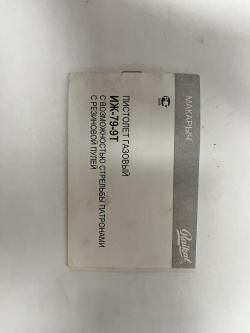 МАКАРЫЧ
Baikal
ПИСТОЛЕТ ГАЗОВЫЙ
ИЖ-79-9Т
С ВОЗМОЖНОСТЬЮ СТРЕЛЬБЫ ПАТРОНАМИ
С РЕЗИНОВОЙ ПУЛЕЙ